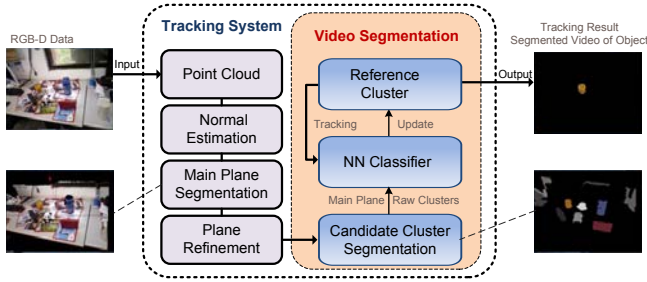 RGB-D Data
Tracking System
Video Segmentation
Tracking Result
Segmented Video of Object
Input
Output
Point Cloud
Normal
Estimation
Main Plane
Segmentation
Plane
Refinement
Reference
Cluster
Tracking
Update
NN Classifier
Main Plane
Raw Clusters
Candidate Cluster
Segmentation